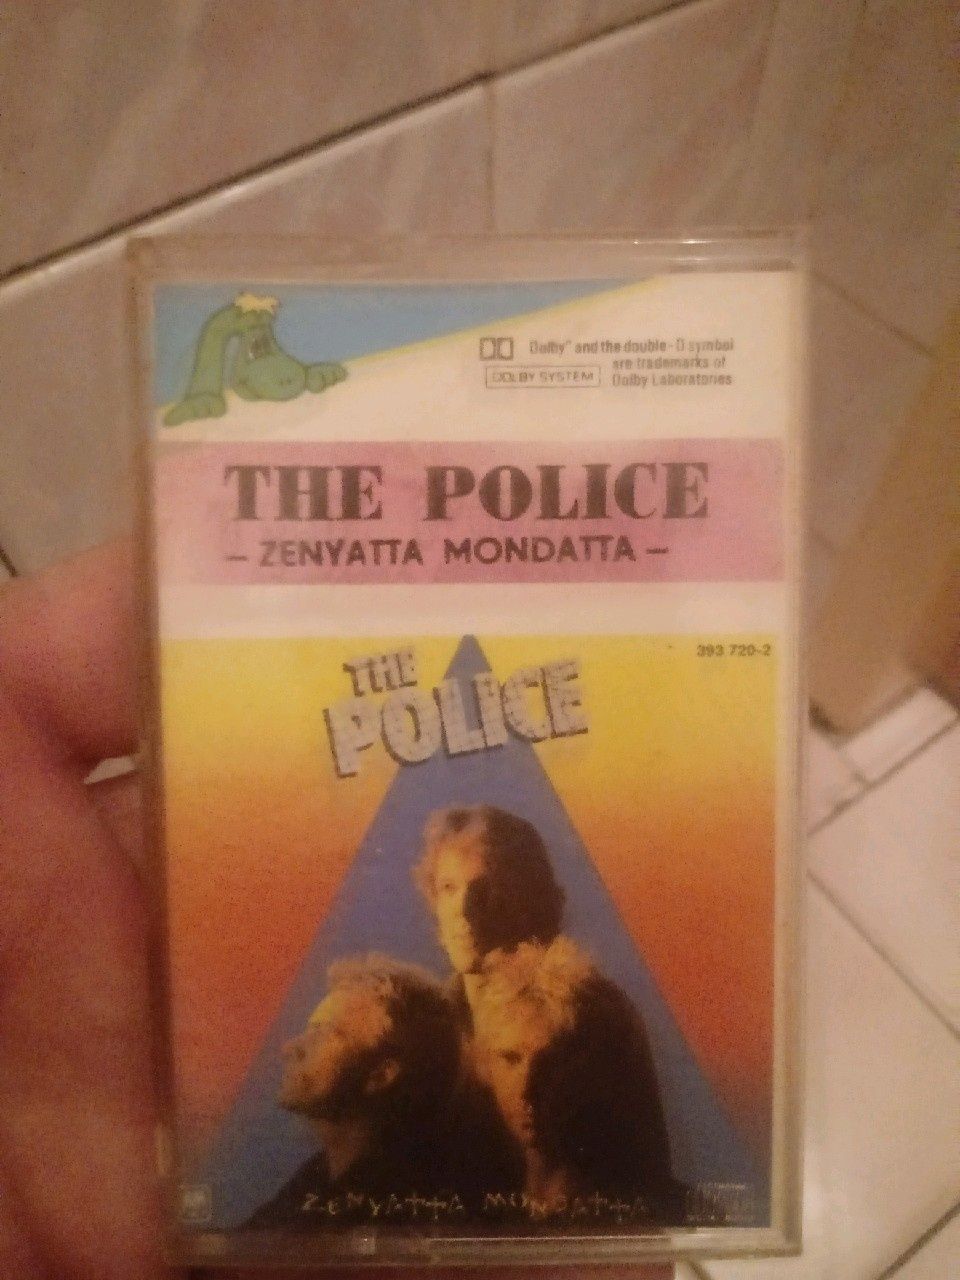 Dolby" and the double-D symbol
are trademarks of
DOLBY SYSTEM
Dolby Laboratories
THE POLICE
– ZENYATTA MONDATTA –
393 720-2
THE
POLICE
ZENYATTA MONDATTA